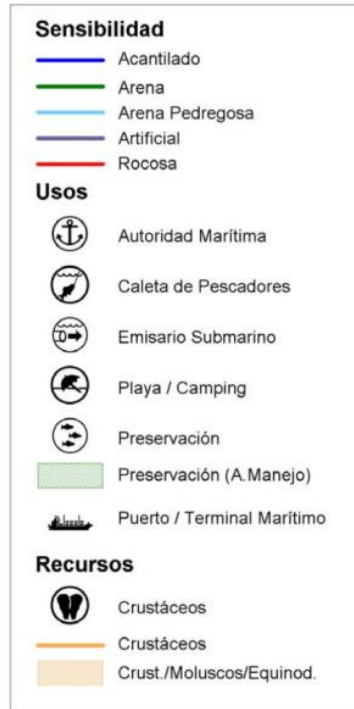 Sensibilidad
Acantilado
Arena
Arena Pedregosa
Artificial
Rocosa
Usos
Autoridad Marítima
Caleta de Pescadores
Emisario Submarino
Playa / Camping
Preservación
Preservación (A.Manejo)
Puerto / Terminal Marítimo
Recursos
Crustáceos
Crustáceos
Crust./Moluscos/Equinod.